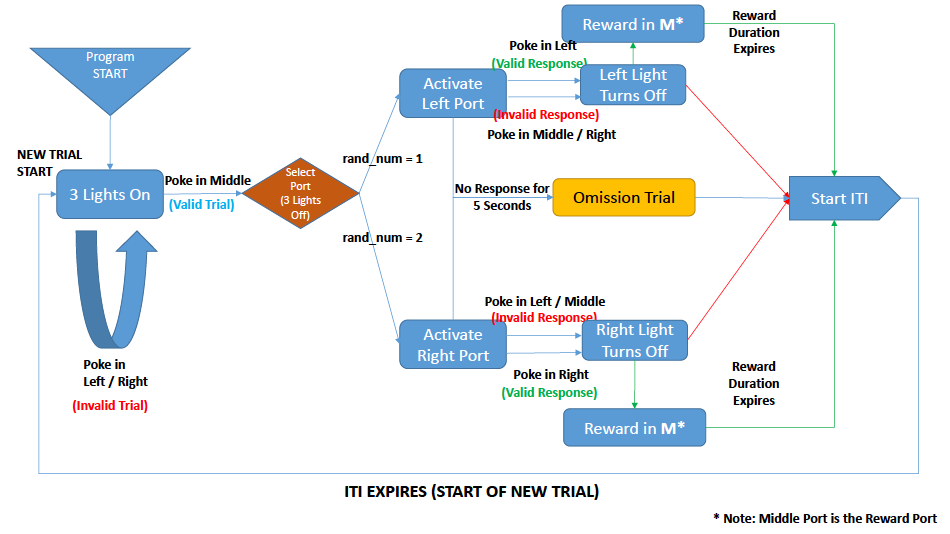 Program
START
NEW TRIAL
START
3 Lights On
Poke in Middle
(Valid Trial)
Poke in
Left / Right
(Invalid Trial)
Select
Port
(3 Lights
Off)
rand_num = 1
rand_num = 2
Activate
Left Port
Poke in Left
(Valid Response)
(Invalid Response)
Poke in Middle / Right
Left Light
Turns Off
Reward in M*
Reward
Duration
Expires
No Response for
5 Seconds
Omission Trial
Start ITI
Activate
Right Port
Poke in Left / Middle
(Invalid Response)
Poke in Right
(Valid Response)
Right Light
Turns Off
Reward in M*
Reward
Duration
Expires
ITI EXPIRES (START OF NEW TRIAL)
* Note: Middle Port is the Reward Port